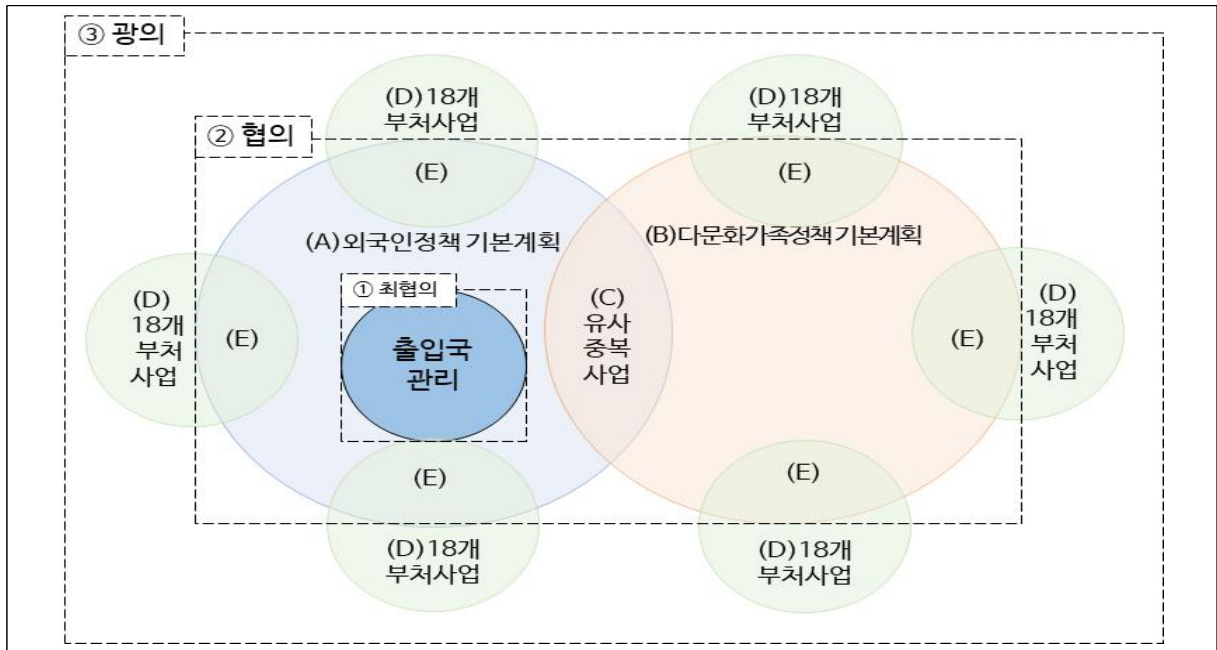 ③ 광의
② 협의
(D)18개
부처사업
(D)18개
부처사업
(E)
(E)
(A)외국인정책 기본계획
(B)다문화가족정책 기본계획
① 최협의
출입국
관리
(C)
유사
중복
사업
(D)
18개
부처
사업
(E)
(E)
(D)
18개
부처
사업
(E)
(E)
(D)18개
부처사업
(D)18개
부처사업